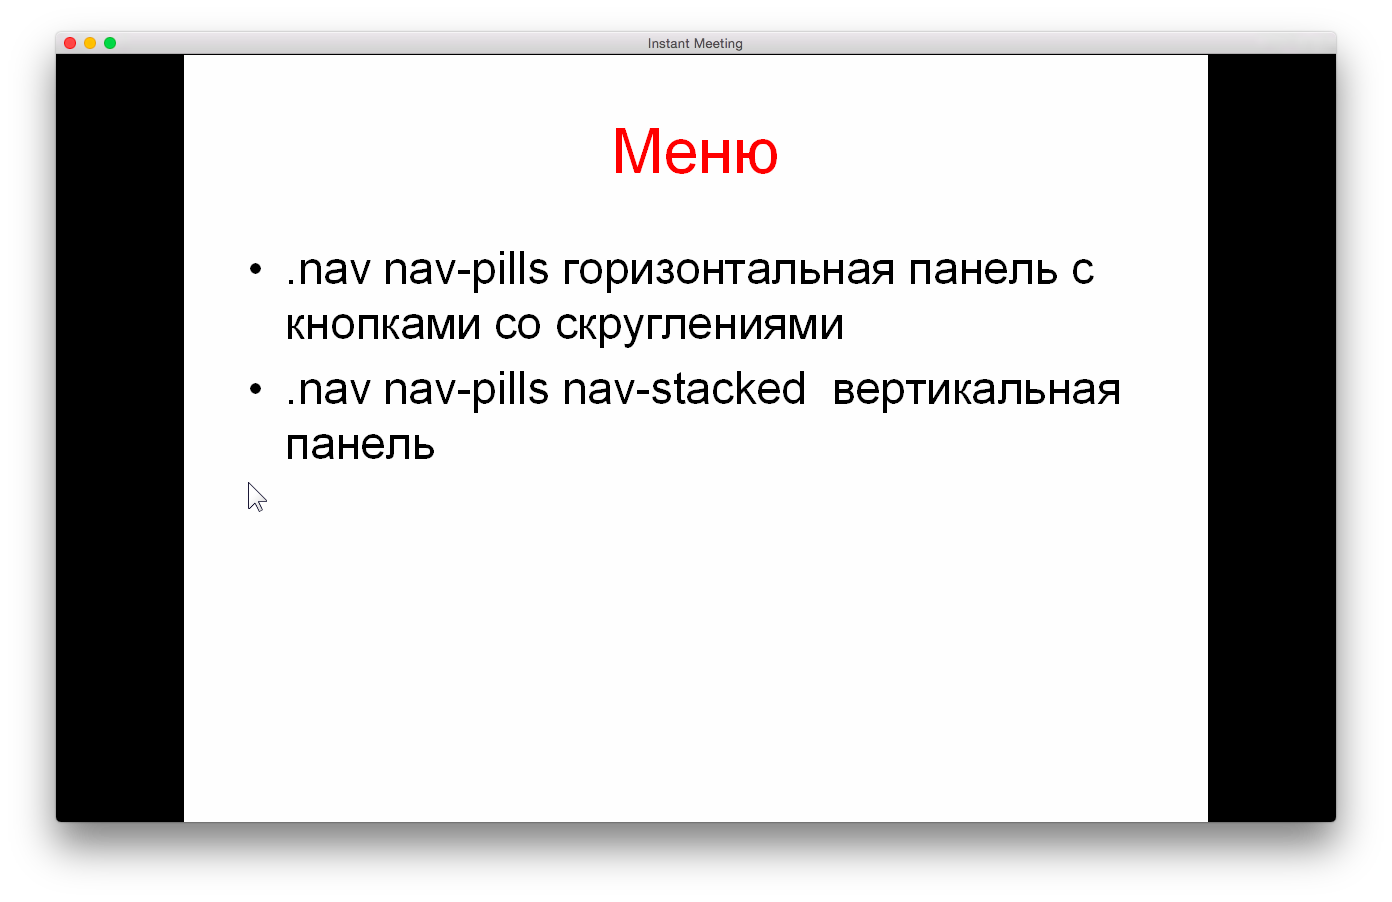 Instant Meeting
Меню
• .nav nav-pills горизонтальная панель с
кнопками со скруглениями
• .nav nav-pills nav-stacked  вертикальная
панель